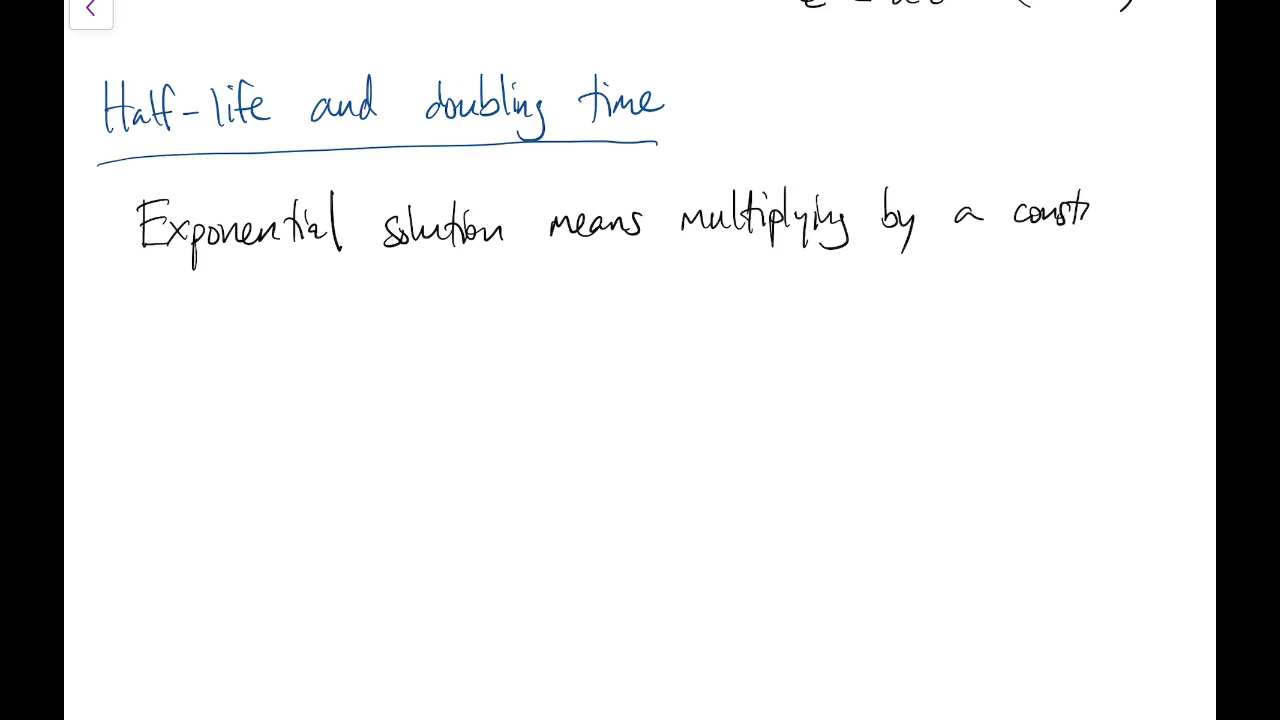 Half-life and doubling time
Exponential solution means multiplying by a const